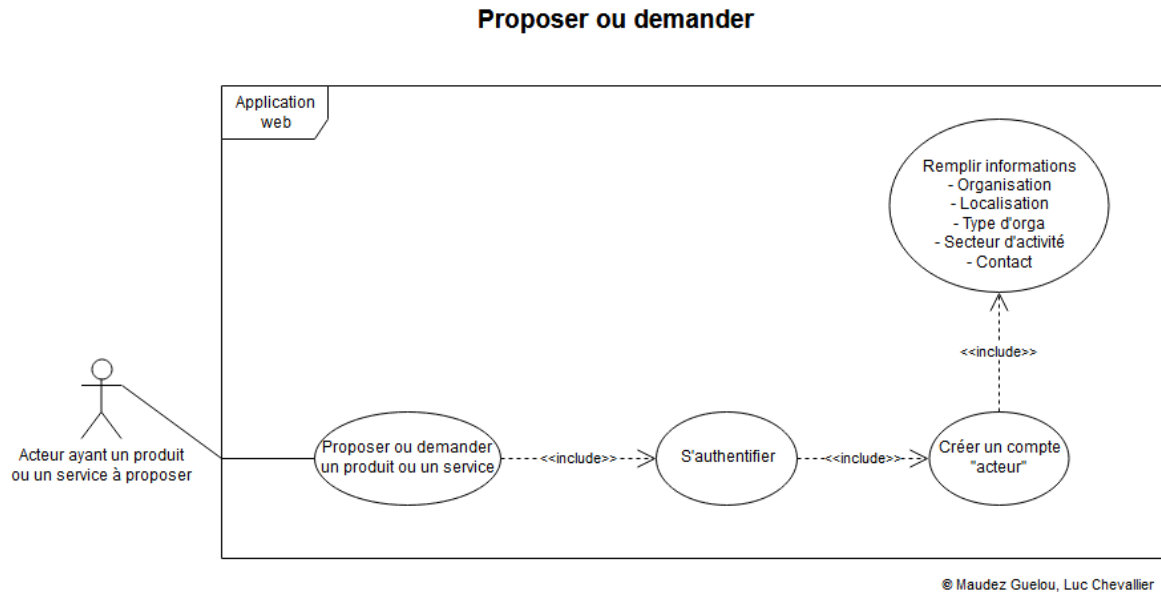 Proposer ou demander
Application
web
Remplir informations
- Organisation
- Localisation
- Type d'orga
- Secteur d'activité
- Contact
<<include>>
Acteur ayant un produit
ou un service à proposer
Proposer ou demander
un produit ou un service
<<include>>
S'authentifier
<<include>>
Créer un compte
"acteur"
© Maudez Guelou, Luc Chevallier